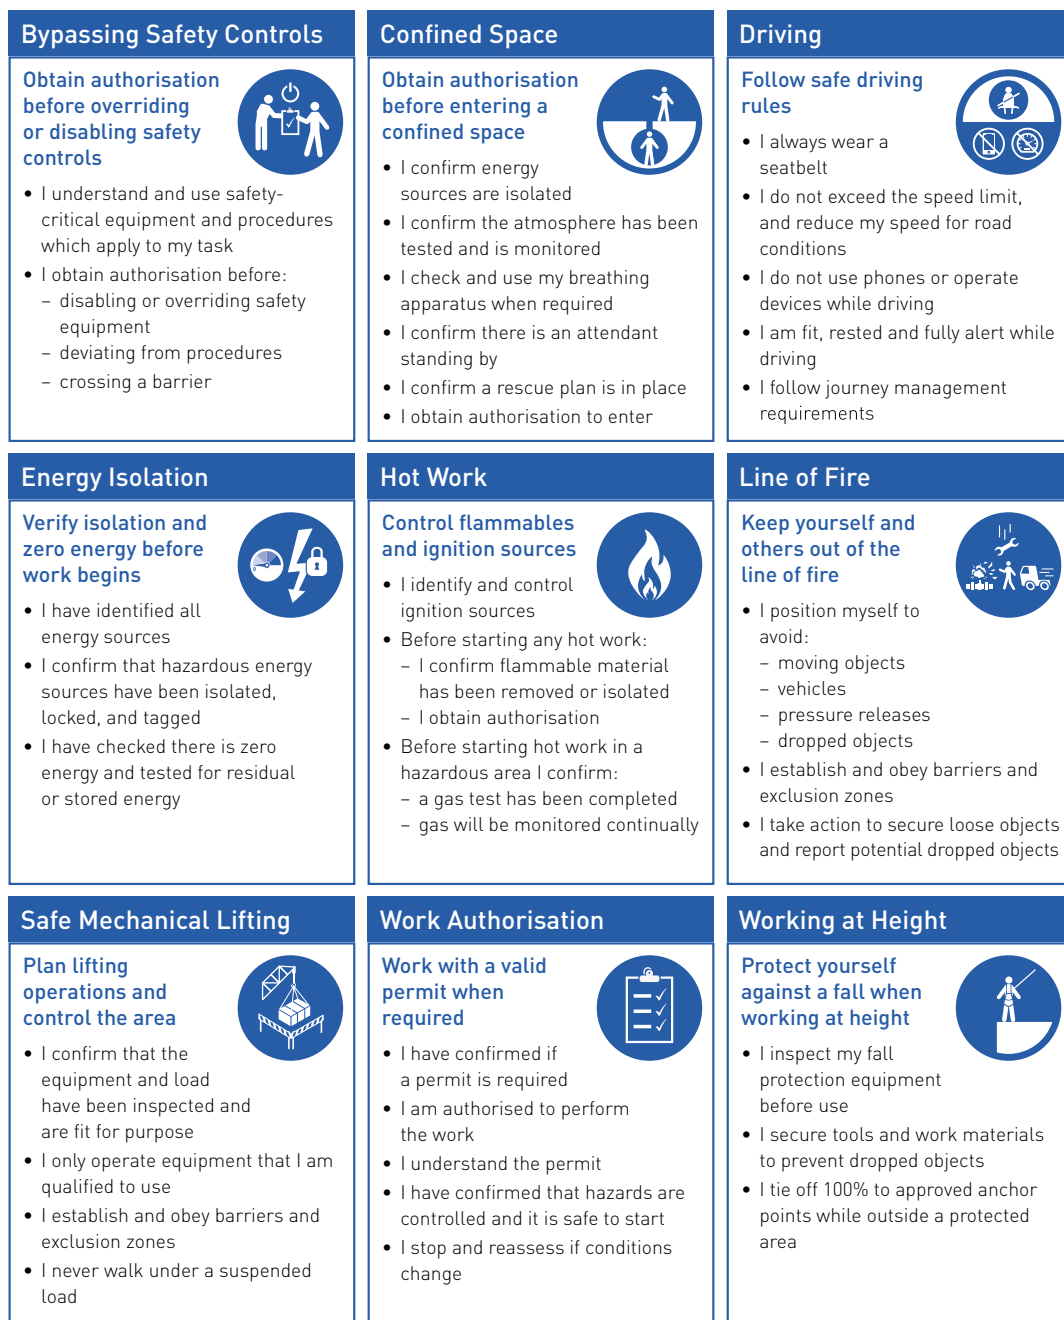 Bypassing Safety Controls
Obtain authorisation
before overriding
or disabling safety
controls
• I understand and use safety-
critical equipment and procedures
which apply to my task
• I obtain authorisation before:
– disabling or overriding safety
equipment
– deviating from procedures
– crossing a barrier
Confined Space
Obtain authorisation
before entering a
confined space
• I confirm energy
sources are isolated
• I confirm the atmosphere has been
tested and is monitored
• I check and use my breathing
apparatus when required
• I confirm there is an attendant
standing by
• I confirm a rescue plan is in place
• I obtain authorisation to enter
Driving
Follow safe driving
rules
• I always wear a
seatbelt
• I do not exceed the speed limit,
and reduce my speed for road
conditions
• I do not use phones or operate
devices while driving
• I am fit, rested and fully alert while
driving
• I follow journey management
requirements
Energy Isolation
Verify isolation and
zero energy before
work begins
• I have identified all
energy sources
• I confirm that hazardous energy
sources have been isolated,
locked, and tagged
• I have checked there is zero
energy and tested for residual
or stored energy
Hot Work
Control flammables
and ignition sources
• I identify and control
ignition sources
• Before starting any hot work:
– I confirm flammable material
has been removed or isolated
– I obtain authorisation
• Before starting hot work in a
hazardous area I confirm:
– a gas test has been completed
– gas will be monitored continually
Line of Fire
Keep yourself and
others out of the
line of fire
• I position myself to
avoid:
– moving objects
– vehicles
– pressure releases
– dropped objects
• I establish and obey barriers and
exclusion zones
• I take action to secure loose objects
and report potential dropped objects
Safe Mechanical Lifting
Plan lifting
operations and
control the area
• I confirm that the
equipment and load
have been inspected and
are fit for purpose
• I only operate equipment that I am
qualified to use
• I establish and obey barriers and
exclusion zones
• I never walk under a suspended
load
Work Authorisation
Work with a valid
permit when
required
• I have confirmed if
a permit is required
• I am authorised to perform
the work
• I understand the permit
• I have confirmed that hazards are
controlled and it is safe to start
• I stop and reassess if conditions
change
Working at Height
Protect yourself
against a fall when
working at height
• I inspect my fall
protection equipment
before use
• I secure tools and work materials
to prevent dropped objects
• I tie off 100% to approved anchor
points while outside a protected
area